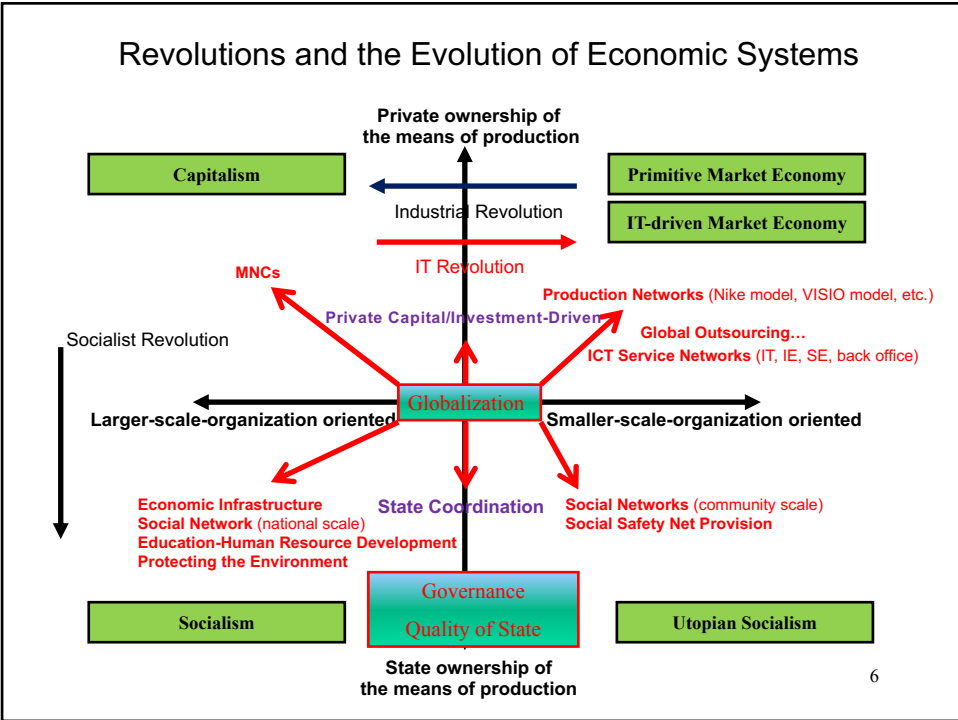 Revolutions and the Evolution of Economic Systems
Private ownership of
the means of production
Capitalism
Primitive Market Economy
Industrial Revolution
IT-driven Market Economy
IT Revolution
MNCs
Production Networks (Nike model, VISIO model, etc.)
Private Capital/Investment-Driven
Global Outsourcing…
Socialist Revolution
ICT Service Networks (IT, IE, SE, back office)
Globalization
Larger-scale-organization oriented
Smaller-scale-organization oriented
Economic Infrastructure
Social Network (national scale)
Education-Human Resource Development
Protecting the Environment
State Coordination
Social Networks (community scale)
Social Safety Net Provision
Governance
Quality of State
Socialism
Utopian Socialism
State ownership of
the means of production
6